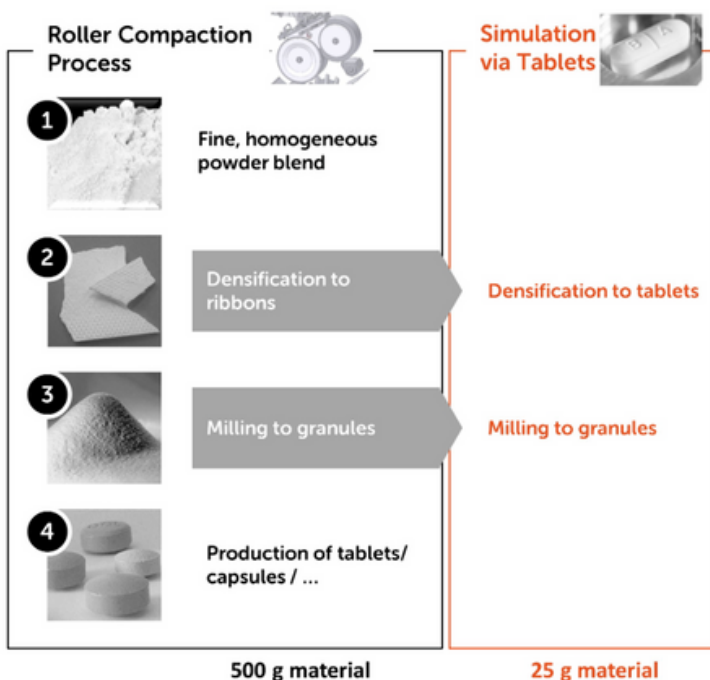 Roller Compaction
Process
Simulation
via Tablets
1
Fine, homogeneous
powder blend
2
Densification to
ribbons
Densification to tablets
3
Milling to granules
Milling to granules
4
Production of tablets/
capsules / ...
500 g material
25 g material
B A